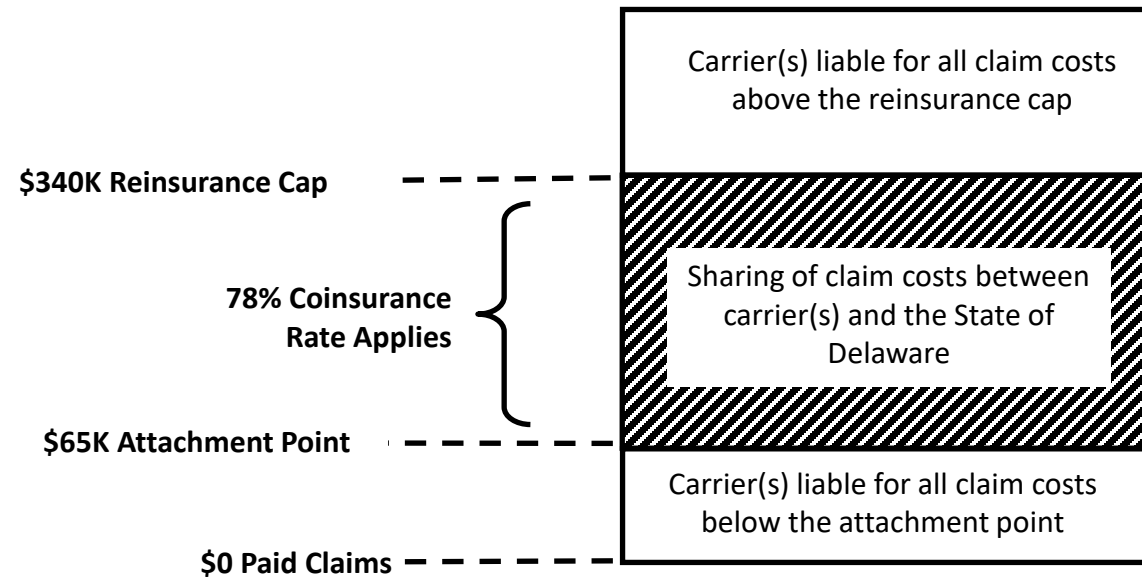 Carrier(s) liable for all claim costs
above the reinsurance cap
$340K Reinsurance Cap
78% Coinsurance
Rate Applies
Sharing of claim costs between
carrier(s) and the State of
Delaware
$65K Attachment Point
Carrier(s) liable for all claim costs
below the attachment point
$0 Paid Claims